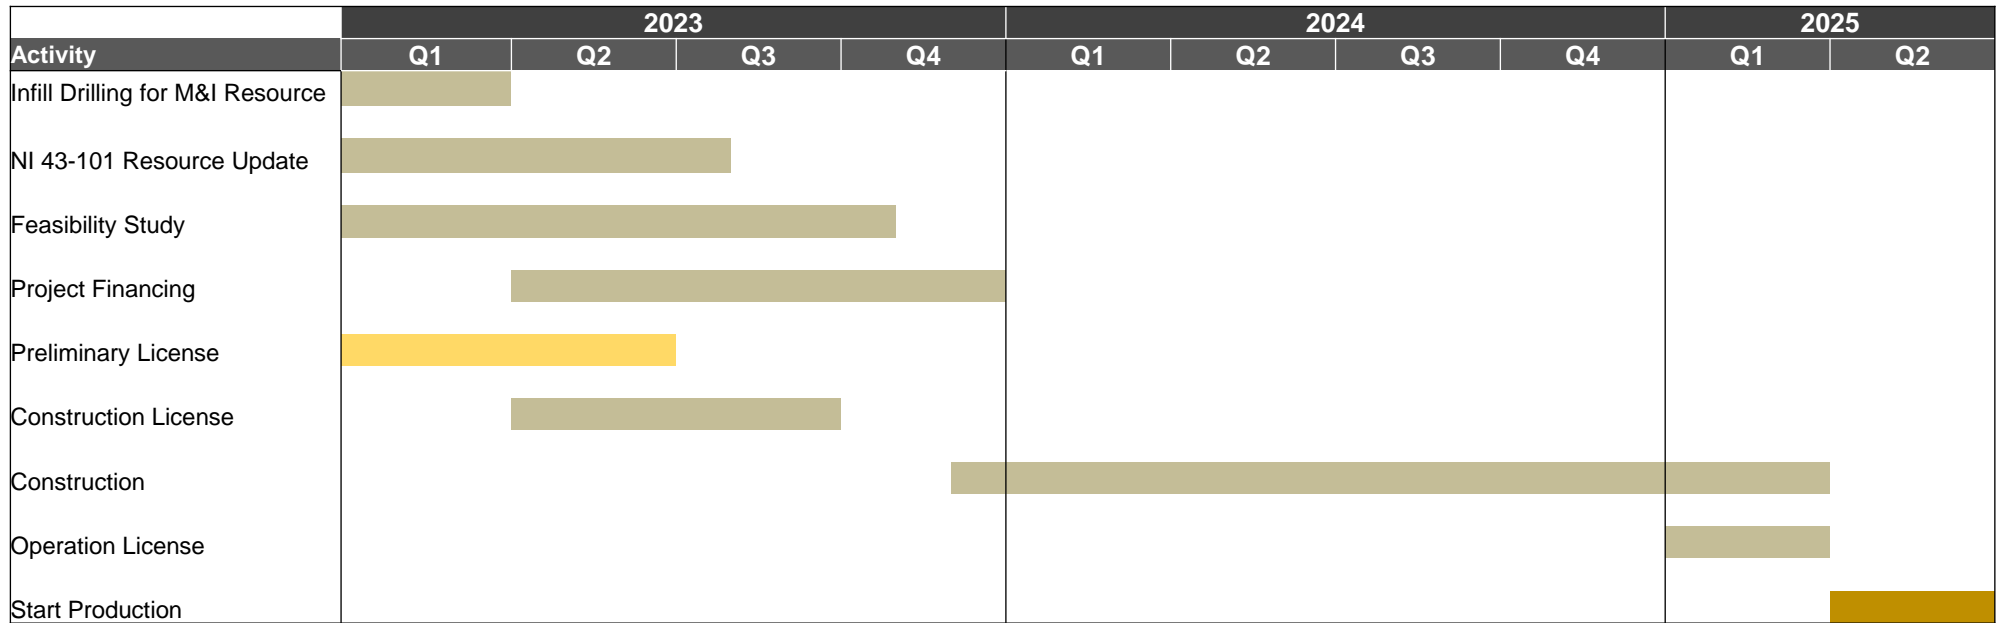 2023 2024 2025
Activity Q1 Q2 Q3 Q4 Q1 Q2 Q3 Q4 Q1 Q2
Infill Drilling for M&I Resource
NI 43-101 Resource Update
Feasibility Study
Project Financing
Preliminary License
Construction License
Construction
Operation License
Start Production